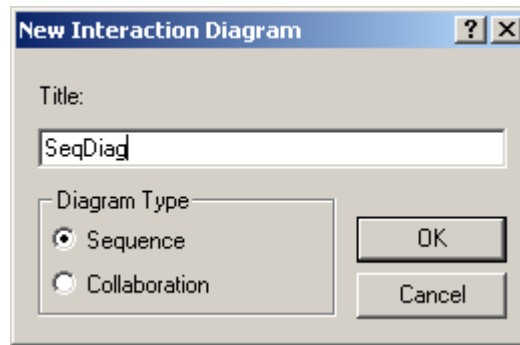 New Interaction Diagram
Title:
SeqDiag
Diagram Type
Sequence
OK
Collaboration
Cancel